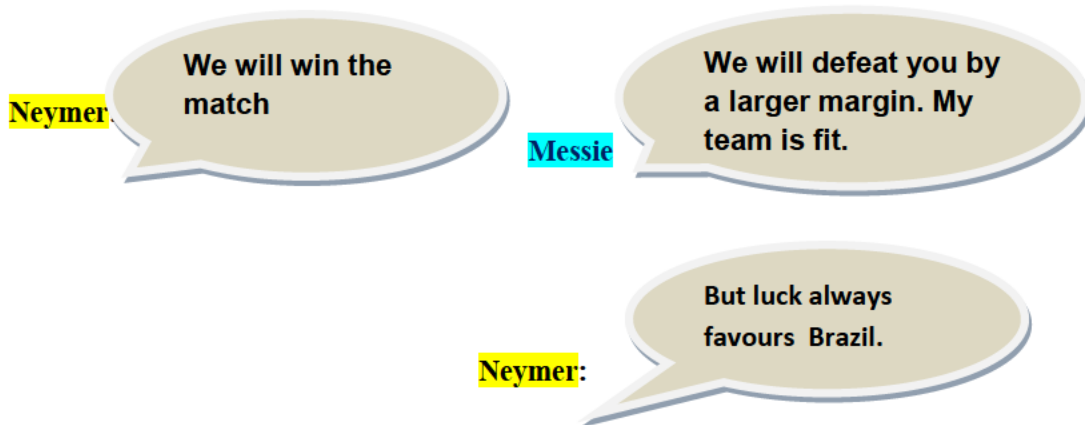 Neymer:
We will win the
match
Messie
We will defeat you by
a larger margin. My
team is fit.
Neymer:
But luck always
favours Brazil.